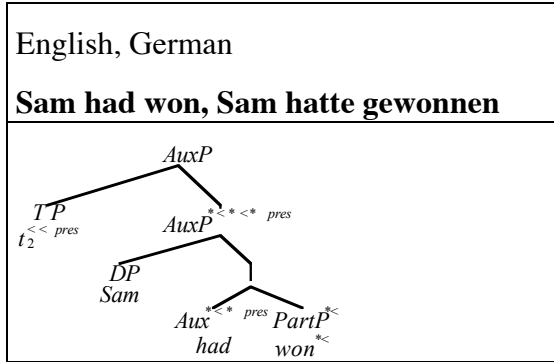 English, German
Sam had won, Sam hatte gewonnen
AuxP
TP
t₂<< pres
AuxP*<*<* pres
DP
Sam
Aux*<* pres PartP*<
had won*<